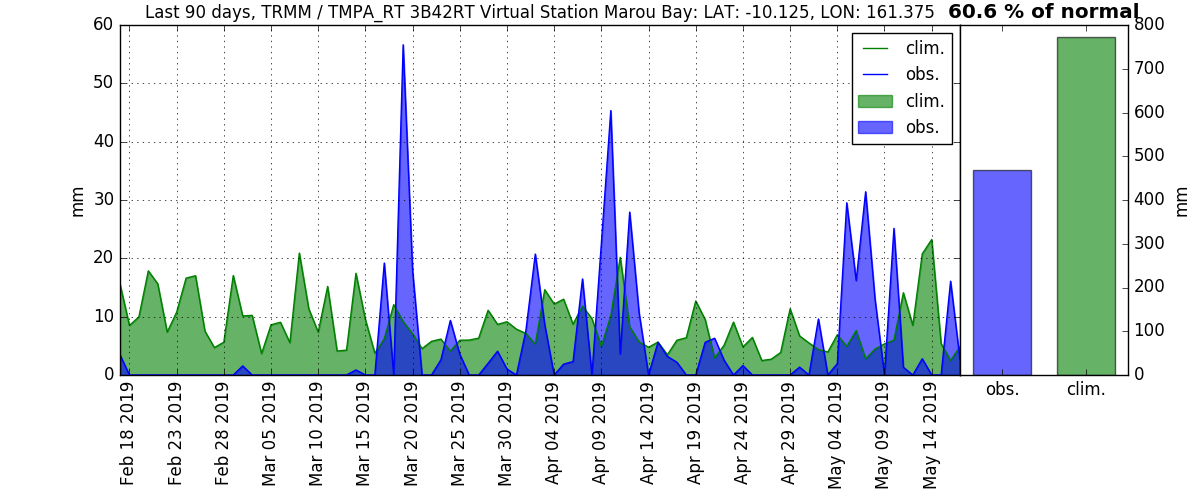 Last 90 days, TRMM / TMPA_RT 3B42RT Virtual Station Marou Bay: LAT: -10.125, LON: 161.375 60.6 % of normal
mm
60
50
40
30
20
10
0
clim.
obs.
clim.
obs.
800
700
600
500
400
300
200
100
0
mm
Feb 18 2019
Feb 23 2019
Feb 28 2019
Mar 05 2019
Mar 10 2019
Mar 15 2019
Mar 20 2019
Mar 25 2019
Mar 30 2019
Apr 04 2019
Apr 09 2019
Apr 14 2019
Apr 19 2019
Apr 24 2019
Apr 29 2019
May 04 2019
May 09 2019
May 14 2019
obs.
clim.